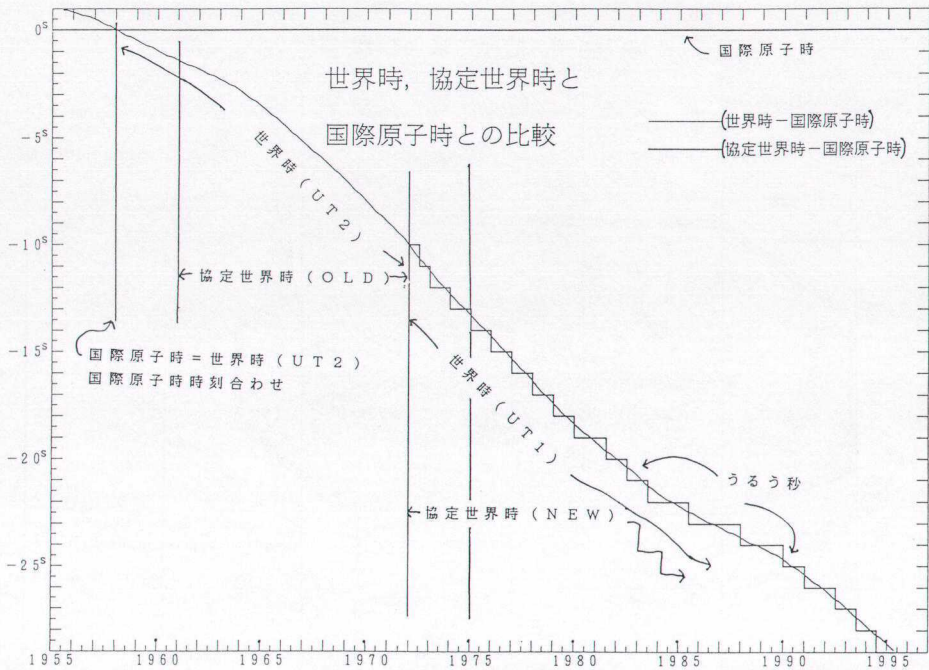 0S
国際原子時
世界時，協定世界時と
国際原子時との比較
(世界時－国際原子時)
(協定世界時－国際原子時)
-5S
世界時(UT2)
-10S
協定世界時(OLD)
-15S
国際原子時＝世界時(UT2)
国際原子時時刻合わせ
世界時(UT1)
-20S
うるう秒
協定世界時(NEW)
-25S
1955 1960 1965 1970 1975 1980 1985 1990 1995